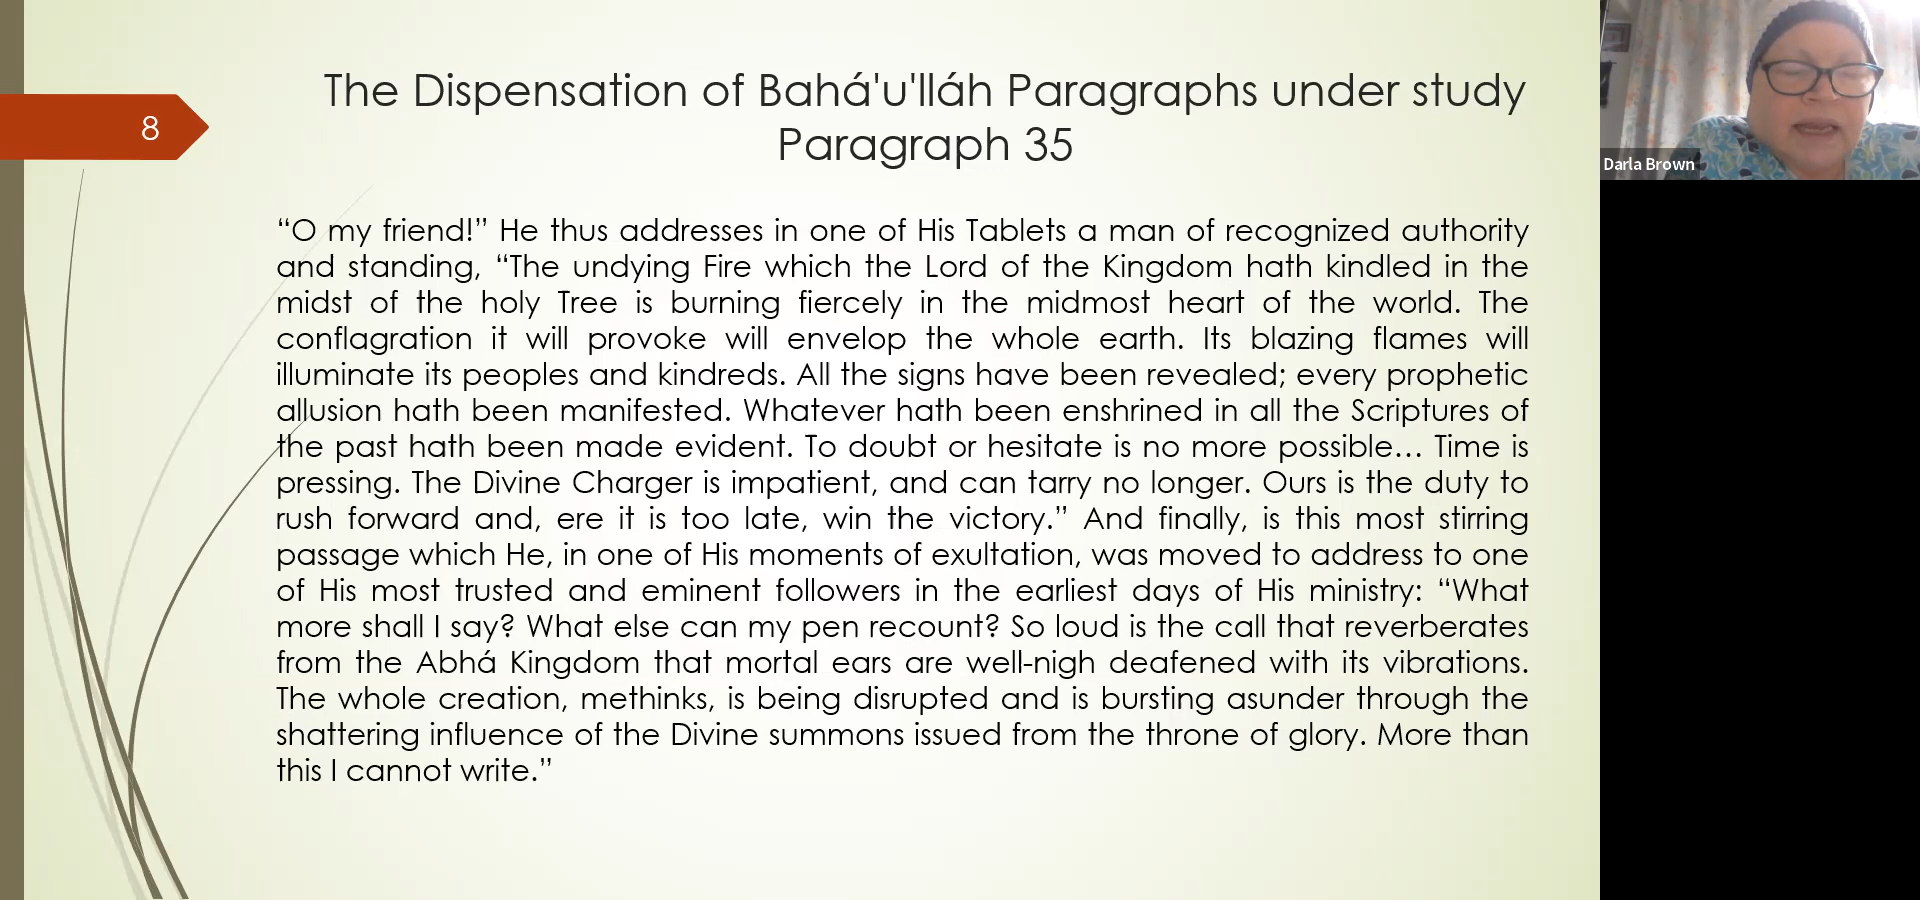 The Dispensation of Bahá'u'lláh Paragraphs under study
Paragraph 35
8
“O my friend!” He thus addresses in one of His Tablets a man of recognized authority
and standing, “The undying Fire which the Lord of the Kingdom hath kindled in the
midst of the holy Tree is burning fiercely in the midmost heart of the world. The
conflagration it will provoke will envelop the whole earth. Its blazing flames will
illuminate its peoples and kindreds. All the signs have been revealed; every prophetic
allusion hath been manifested. Whatever hath been enshrined in all the Scriptures of
the past hath been made evident. To doubt or hesitate is no more possible… Time is
pressing. The Divine Charger is impatient, and can tarry no longer. Ours is the duty to
rush forward and, ere it is too late, win the victory.” And finally, is this most stirring
passage which He, in one of His moments of exultation, was moved to address to one
of His most trusted and eminent followers in the earliest days of His ministry: “What
more shall I say? What else can my pen recount? So loud is the call that reverberates
from the Abhá Kingdom that mortal ears are well-nigh deafened with its vibrations.
The whole creation, methinks, is being disrupted and is bursting asunder through the
shattering influence of the Divine summons issued from the throne of glory. More than
this I cannot write.”
Darla Brown